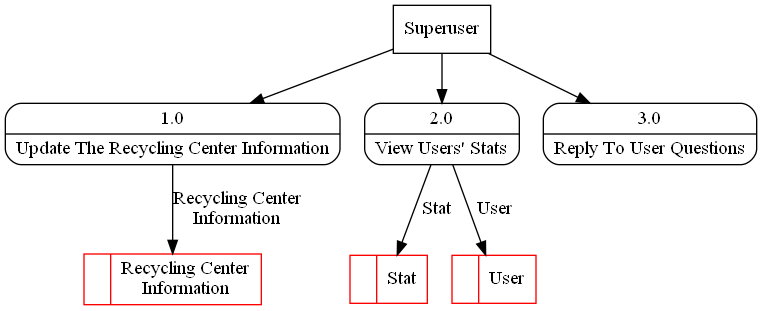 Superuser
1.0
Update The Recycling Center Information
2.0
View Users' Stats
3.0
Reply To User Questions
Recycling Center
Information
Stat
User
Recycling Center
Information
Stat
User